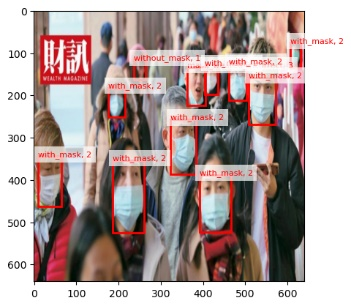 0
100
200
300
400
500
600
0
100
200
300
400
500
600
財訊
WEALTH MAGAZINE
with_mask, 2
without_mask, 1
with_mask, 2
with_mask, 2
with_mask, 2
with_mask, 2
with_mask, 2
with_mask, 2
with_mask, 2